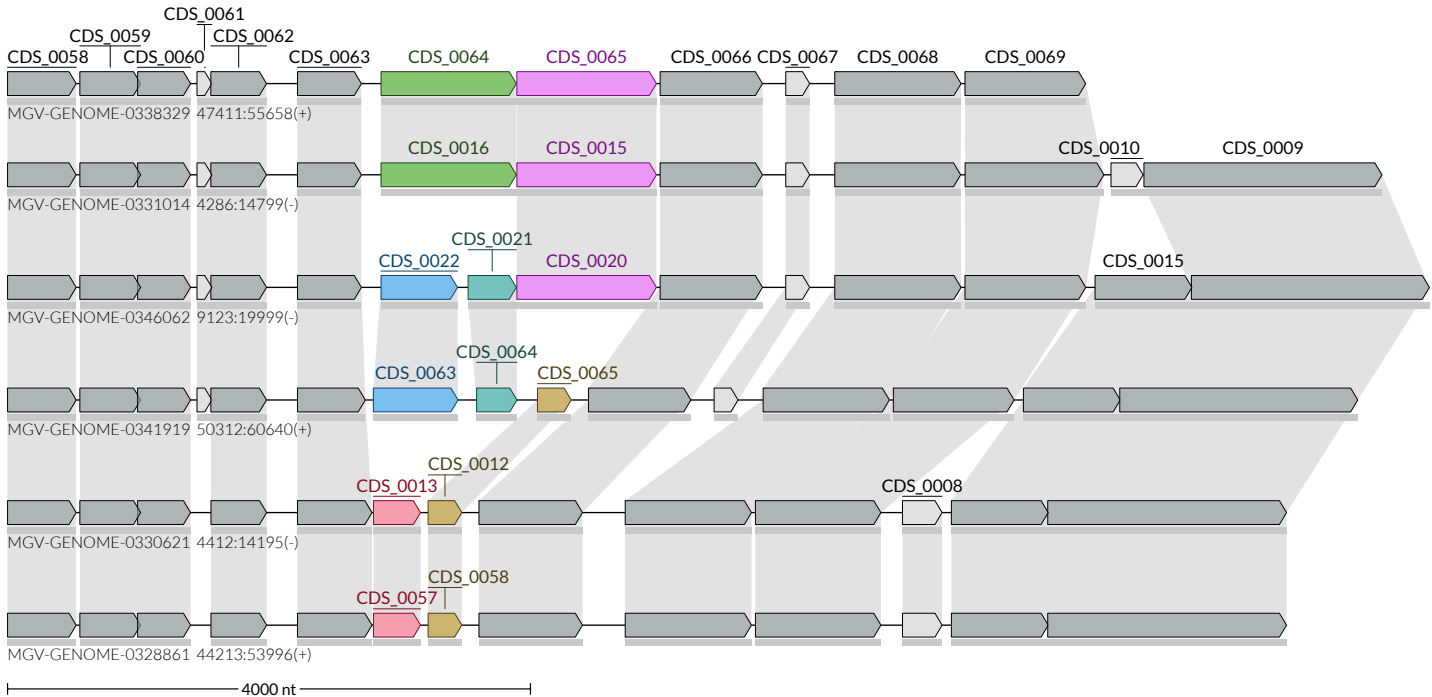 CDS_0061
CDS_0059 CDS_0062
CDS_0058 CDS_0060 CDS_0063 CDS_0064 CDS_0065 CDS_0066 CDS_0067 CDS_0068 CDS_0069
MGV-GENOME-0338329 47411:55658(+)
CDS_0016 CDS_0015 CDS_0010 CDS_0009
MGV-GENOME-0331014 4286:14799(-)
CDS_0021
CDS_0022 CDS_0020 CDS_0015
MGV-GENOME-0346062 9123:19999(-)
CDS_0064
CDS_0063 CDS_0065
MGV-GENOME-0341919 50312:60640(+)
CDS_0012
CDS_0013 CDS_0008
MGV-GENOME-0330621 4412:14195(-)
CDS_0058
CDS_0057
MGV-GENOME-0328861 44213:53996(+)
4000 nt